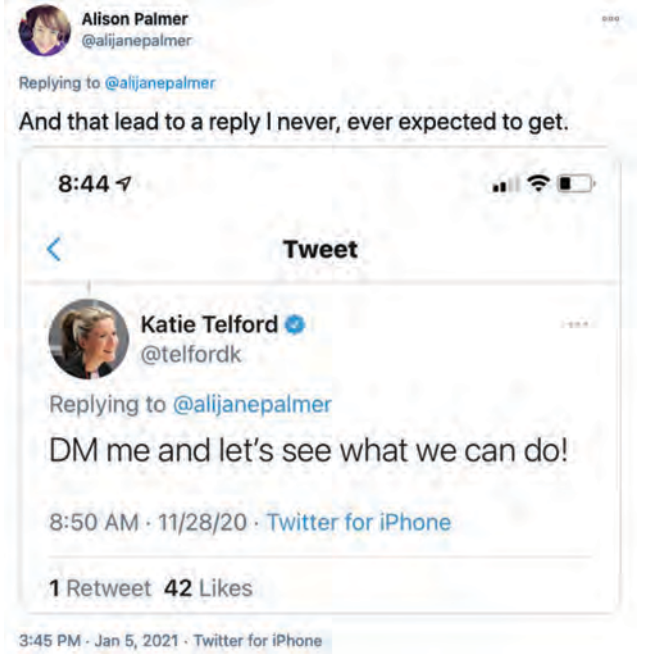 Alison Palmer
@alijanepalmer
Replying to @alijanepalmer
And that lead to a reply I never, ever expected to get.
8:44
Tweet
Katie Telford
@telfordk
Replying to @alijanepalmer
DM me and let's see what we can do!
8:50 AM · 11/28/20 · Twitter for iPhone
1 Retweet 42 Likes
3:45 PM · Jan 5, 2021 · Twitter for iPhone